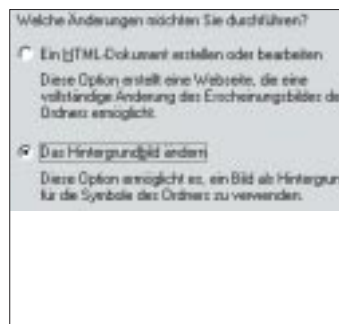 Welche Änderungen möchten Sie durchführen?
Ein HTML-Dokument erstellen oder bearbeiten
Diese Option erstellt eine Webseite, die eine
vollständige Änderung des Erscheinungsbildes de
Ordners ermöglicht.
Das Hintergrundbild ändern
Diese Option ermöglicht es, ein Bild als Hintergrun
für die Symbole des Ordners zu verwenden.